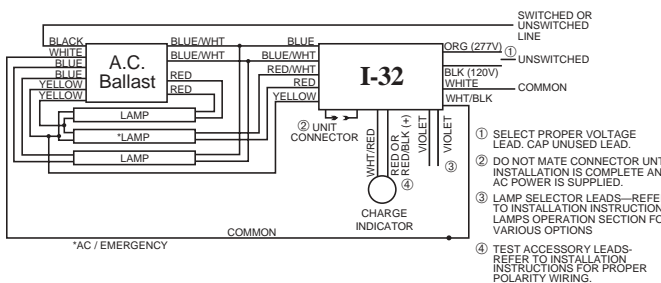 SWITCHED OR
UNSWITCHED
LINE
BLACK
WHITE
BLUE
BLUE
YELLOW
YELLOW
A.C.
Ballast
BLUE/WHT
BLUE/WHT
RED
RED
BLUE
RED/WHT
RED
YELLOW
I-32
ORG (277V)
①
UNSWITCHED
BLK (120V)
WHITE
COMMON
WHT/BLK
LAMP
*LAMP
LAMP
② UNIT
CONNECTOR
WHT/RED
RED OR
RED/BLK (+)
VIOLET
VIOLET
③
④
CHARGE
INDICATOR
COMMON
*AC / EMERGENCY
① SELECT PROPER VOLTAGE
LEAD. CAP UNUSED LEAD.
② DO NOT MATE CONNECTOR UNT
INSTALLATION IS COMPLETE AN
AC POWER IS SUPPLIED.
③ LAMP SELECTOR LEADS—REFE
TO INSTALLATION INSTRUCTION
LAMPS OPERATION SECTION FO
VARIOUS OPTIONS
④ TEST ACCESSORY LEADS-
REFER TO INSTALLATION
INSTRUCTIONS FOR PROPER
POLARITY WIRING.